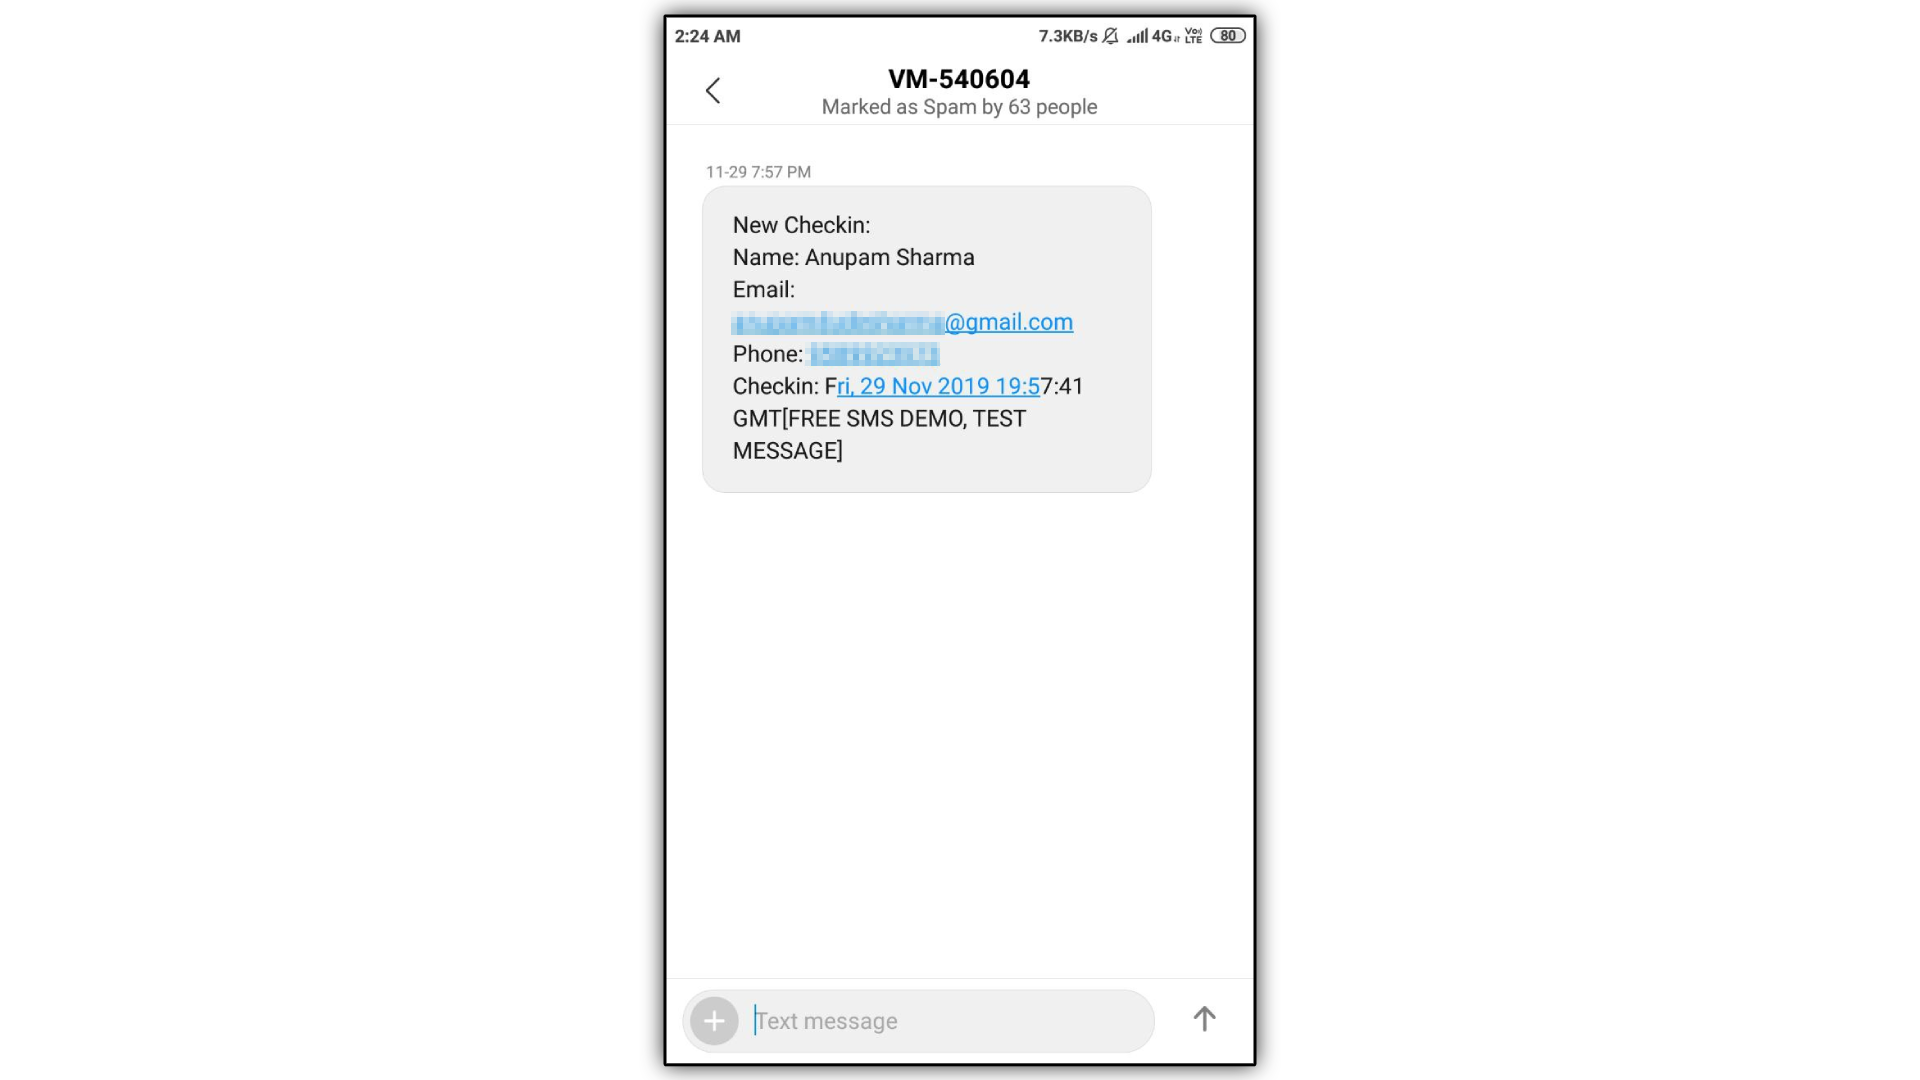 2:24 AM 7.3KB/s 4G Vo) LTE 80
VM-540604
Marked as Spam by 63 people
11-29 7:57 PM
New Checkin:
Name: Anupam Sharma
Email:
@gmail.com
Phone:
Checkin: Fri, 29 Nov 2019 19:57:41
GMT[FREE SMS DEMO, TEST
MESSAGE]
Text message